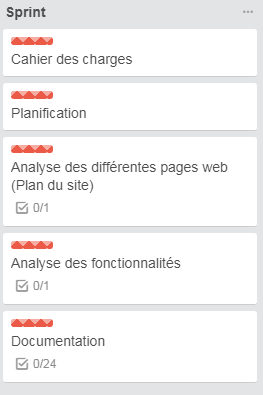 Sprint
Cahier des charges
Planification
Analyse des différentes pages web
(Plan du site)
0/1
Analyse des fonctionnalités
0/1
Documentation
0/24